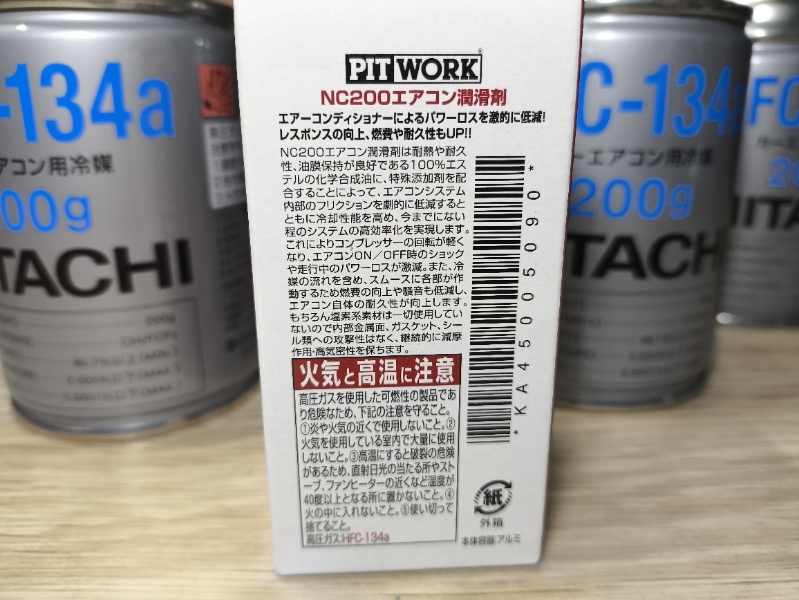 PIT WORK
NC200エアコン潤滑剤
エアーコンディショナーによるパワーロスを激的に低減!
レスポンスの向上、燃費や耐久性もUP!!
NC200エアコン潤滑剤は耐熱や耐久
性、油膜保持が良好である100%エス
テルの化学合成油に、特殊添加剤を配
合することによって、エアコンシステム
内部のフリクションを劇的に低減すると
ともに冷却性能を高め、今までにない
程のシステムの高効率化を実現します。
これによりコンプレッサーの回転が軽く
なり、エアコンON/OFF時のショック
や走行中のパワーロスが激減。また、冷
媒の流れを含め、スムースに各部が作
動するため燃費の向上や騒音も低減し、
エアコン自体の耐久性が向上します。
もちろん塩素系素材は一切使用してい
ないので内部金属面、ガスケット、シー
ル類への攻撃性はなく、継続的に減摩
作用・高気密性を保ちます。
火気と高温に注意
高圧ガスを使用した可燃性の製品であ
り危険なため、下記の注意を守ること。
①炎や火気の近くで使用しないこと。②
火気を使用している室内で大量に使用
しないこと。③高温にすると破裂の危険
があるため、直射日光の当たる所やストー
ブ、ファンヒーターの近くなど温度が
40度以上となる所に置かないこと。④
火の中に入れないこと。⑤使い切って
捨てること。
高圧ガス:HFC-134a
*KA45005090*
紙
外箱
本体容器:アルミ
-134a
アコン用冷媒
200g
TACHI
C-134a
カーエアコン用冷媒
200g
TACHI
FC
20
HITA